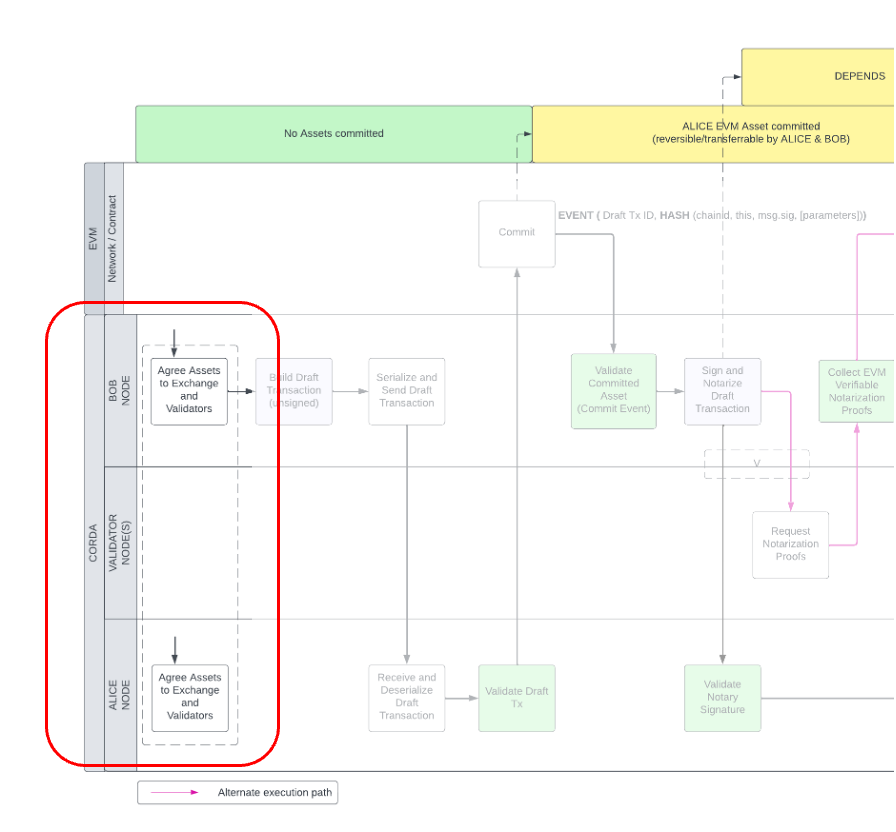 DEPENDS
No Assets committed
ALICE EVM Asset committed
(reversible/transferrable by ALICE & BOB)
EVM
Network / Contract
Commit
EVENT ( Draft Tx ID, HASH (chainid, this, msg.sig, [parameters]))
CORDA
BOB
NODE
Agree Assets
to Exchange
and
Validators
Build Draft
Transaction
(unsigned)
Serialize and
Send Draft
Transaction
Validate
Committed
Asset
(Commit Event)
Sign and
Notarize
Draft
Transaction
Collect EVM
Verifiable
Notarization
Proofs
V
VALIDATOR
NODE(S)
Request
Notarization
Proofs
ALICE
NODE
Agree Assets
to Exchange
and
Validators
Receive and
Deserialize
Draft
Transaction
Validate Draft
Tx
Validate
Notary
Signature
Alternate execution path